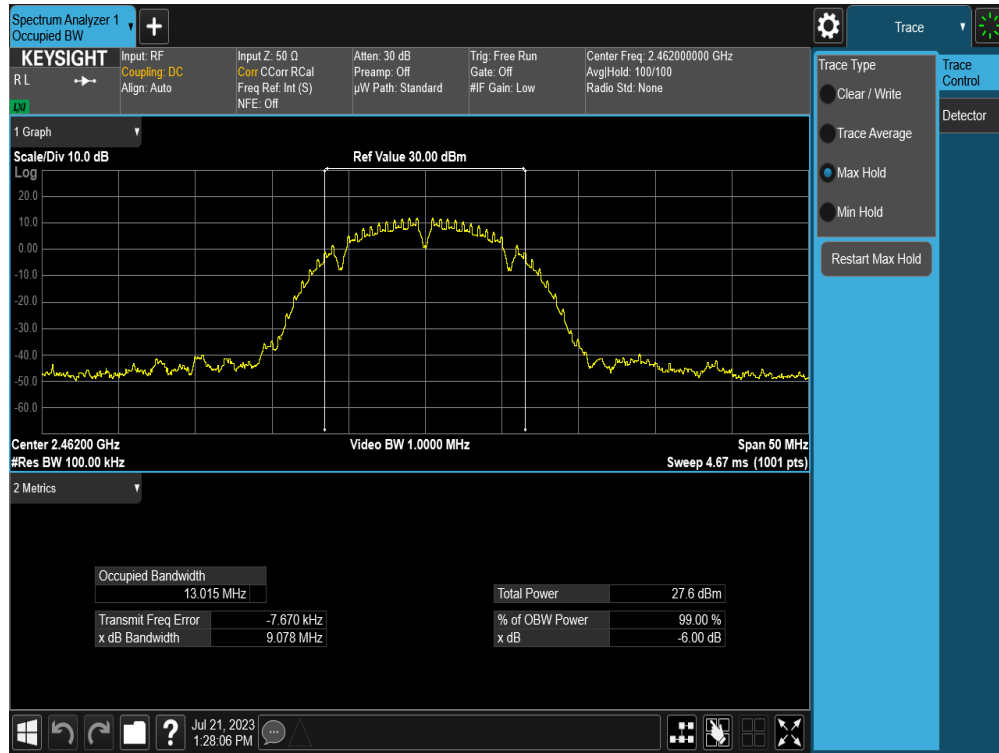 Spectrum Analyzer 1
Occupied BW
Trace
KEYSIGHT
R L
LXI
Input: RF
Coupling: DC
Align: Auto
Input Z: 50 Ω
Corr CCorr RCal
Freq Ref: Int (S)
NFE: Off
Atten: 30 dB
Preamp: Off
µW Path: Standard
Trig: Free Run
Gate: Off
#IF Gain: Low
Center Freq: 2.462000000 GHz
Avg|Hold: 100/100
Radio Std: None
Trace Type
Clear / Write
Trace Average
Max Hold
Min Hold
Restart Max Hold
Trace
Control
Detector
1 Graph
Scale/Div 10.0 dB
Ref Value 30.00 dBm
Log
20.0
10.0
0.00
-10.0
-20.0
-30.0
-40.0
-50.0
-60.0
Center 2.46200 GHz
Video BW 1.0000 MHz
Span 50 MHz
#Res BW 100.00 kHz
Sweep 4.67 ms (1001 pts)
2 Metrics
Occupied Bandwidth
13.015 MHz
Transmit Freq Error -7.670 kHz
x dB Bandwidth 9.078 MHz
Total Power 27.6 dBm
% of OBW Power 99.00 %
x dB -6.00 dB
?
Jul 21, 2023
1:28:06 PM